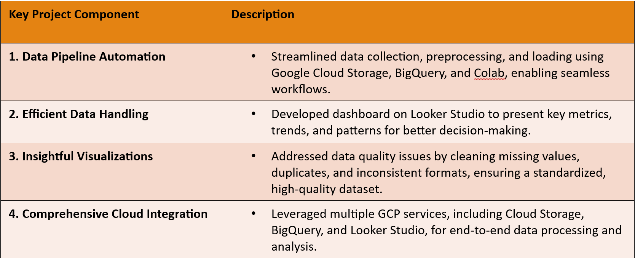 Key Project Component Description
1. Data Pipeline Automation • Streamlined data collection, preprocessing, and loading using
Google Cloud Storage, BigQuery, and Colab, enabling seamless
workflows.
2. Efficient Data Handling • Developed dashboard on Looker Studio to present key metrics,
trends, and patterns for better decision-making.
3. Insightful Visualizations • Addressed data quality issues by cleaning missing values,
duplicates, and inconsistent formats, ensuring a standardized,
high-quality dataset.
4. Comprehensive Cloud Integration • Leveraged multiple GCP services, including Cloud Storage,
BigQuery, and Looker Studio, for end-to-end data processing and
analysis.